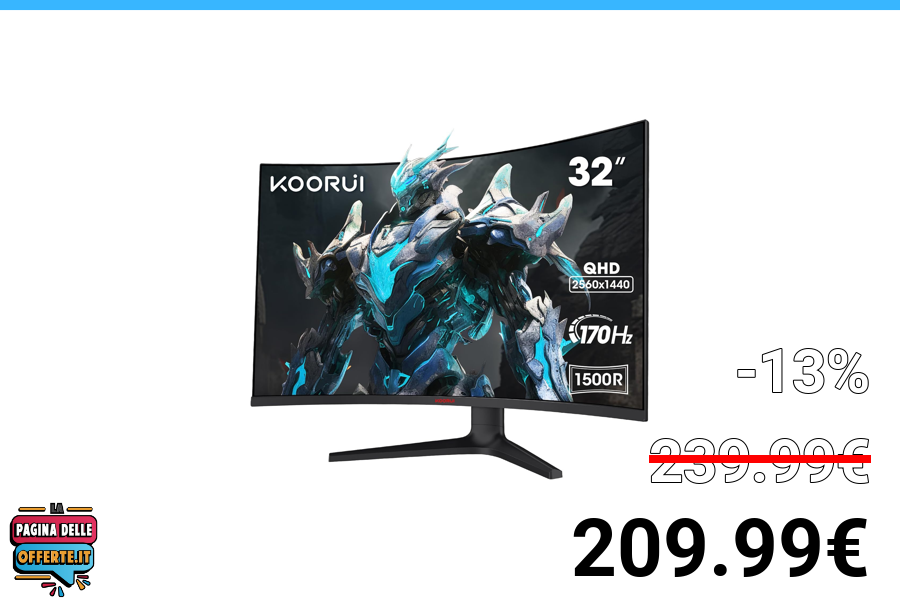 KOORUI
32"
QHD
2560x1440
170Hz
1500R
-13%
239.99€
209.99€
LA
PAGINA DELLE
OFFERTE.IT